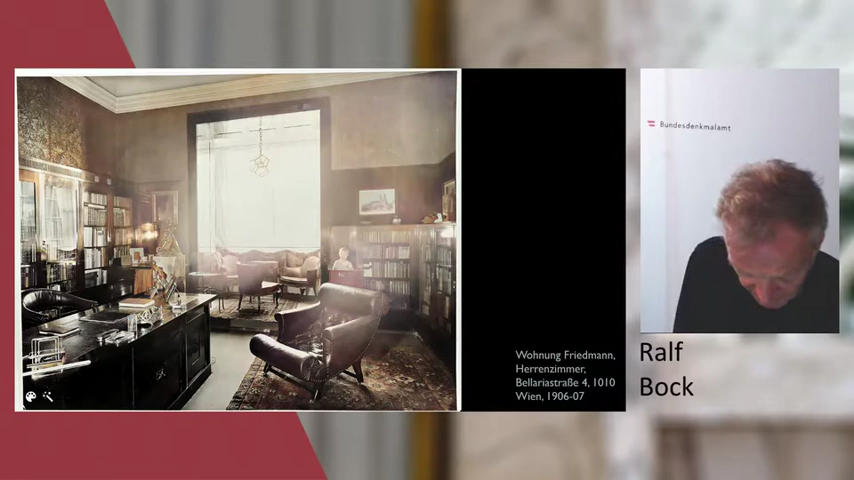 Wohnung Friedmann,
Herrenzimmer,
Bellariastraße 4, 1010
Wien, 1906-07
Bundesdenkmalamt
Ralf
Bock